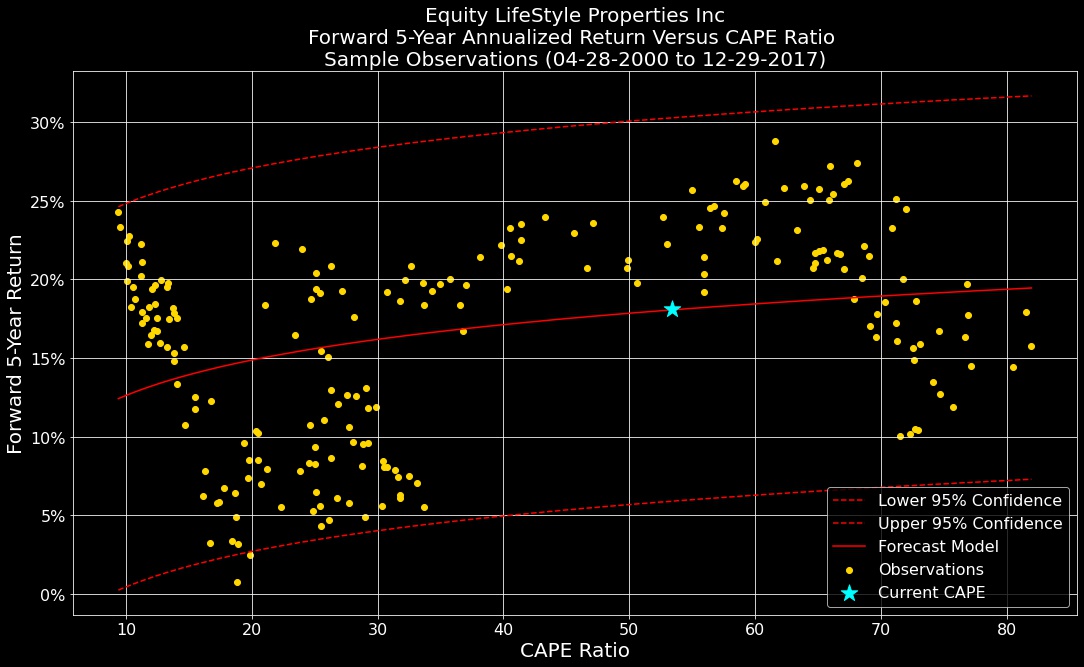 Equity LifeStyle Properties Inc
Forward 5-Year Annualized Return Versus CAPE Ratio
Sample Observations (04-28-2000 to 12-29-2017)
Forward 5-Year Return
30%
25%
20%
15%
10%
5%
0%
10 20 30 40 50 60 70 80
CAPE Ratio
Lower 95% Confidence
Upper 95% Confidence
Forecast Model
Observations
Current CAPE